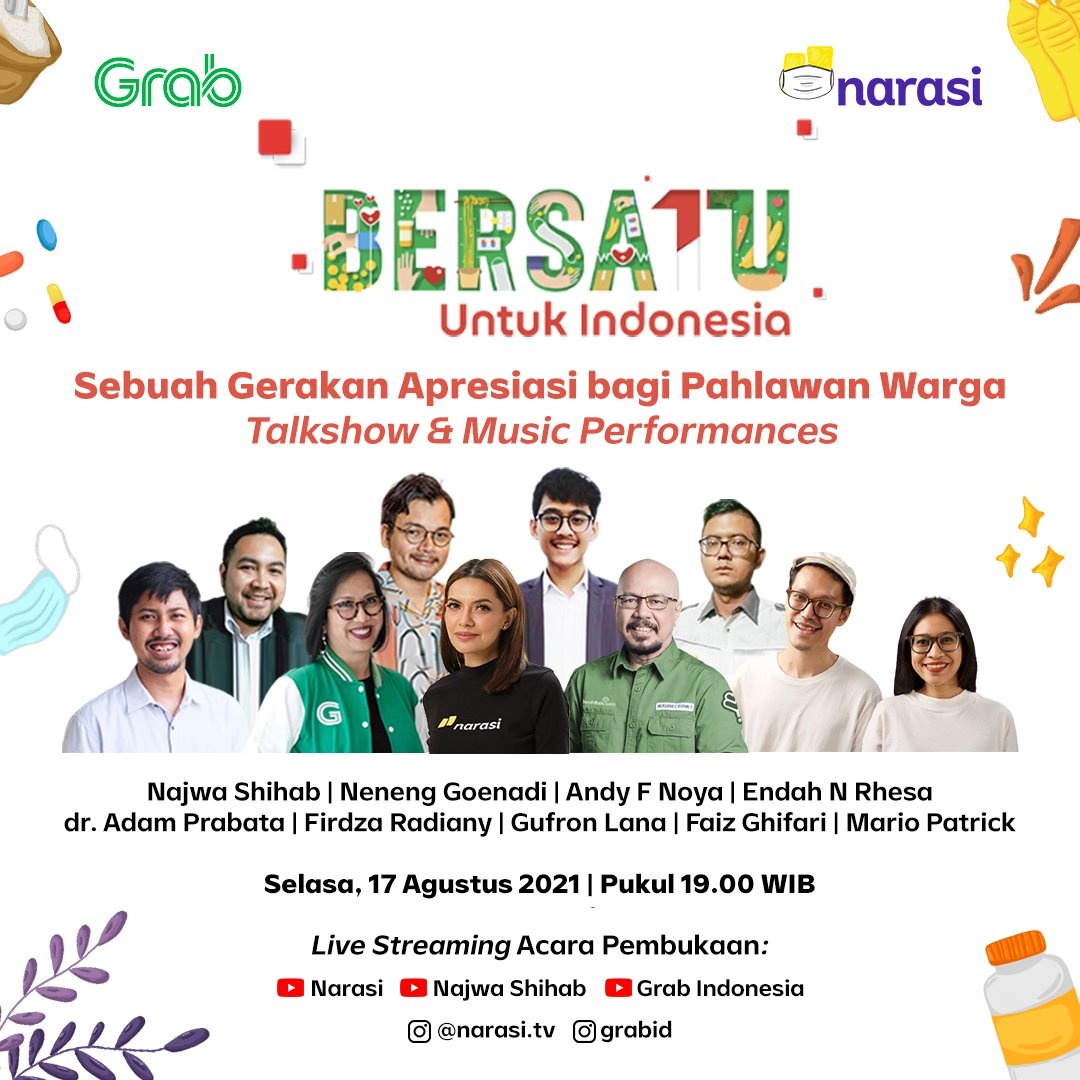 Grab
narasi
BERSATU
Untuk Indonesia
Sebuah Gerakan Apresiasi bagi Pahlawan Warga
Talkshow & Music Performances
G
narasi
Najwa Shihab | Neneng Goenadi | Andy F Noya | Endah N Rhesa
dr. Adam Prabata | Firdza Radiany | Gufron Lana | Faiz Ghifari | Mario Patrick
Selasa, 17 Agustus 2021 | Pukul 19.00 WIB
Live Streaming Acara Pembukaan:
Narasi Najwa Shihab Grab Indonesia
@narasi.tv grabid